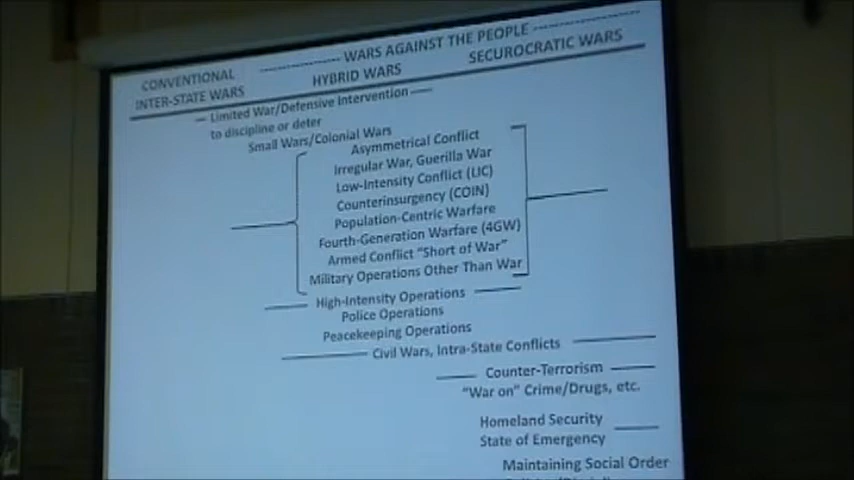 WARS AGAINST THE PEOPLE
CONVENTIONAL
INTER-STATE WARS
HYBRID WARS
SECUROCRATIC WARS
Limited War/Defensive Intervention
to discipline or deter
Small Wars/Colonial Wars
Asymmetrical Conflict
Irregular War, Guerilla War
Low-Intensity Conflict (LIC)
Counterinsurgency (COIN)
Population-Centric Warfare
Fourth-Generation Warfare (4GW)
Armed Conflict "Short of War"
Military Operations Other Than War
High-Intensity Operations
Police Operations
Peacekeeping Operations
Civil Wars, Intra-State Conflicts
Counter-Terrorism
"War on" Crime/Drugs, etc.
Homeland Security
State of Emergency
Maintaining Social Order